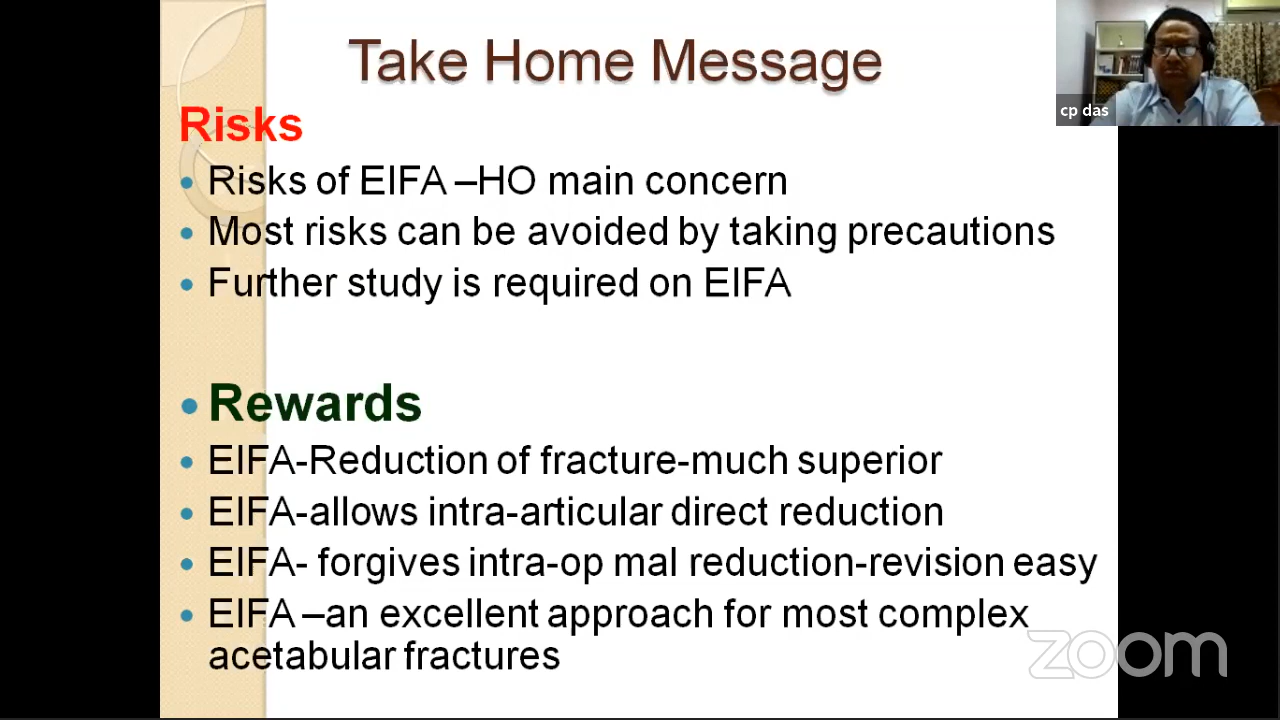 Take Home Message
cp das
Risks
• Risks of EIFA –HO main concern
• Most risks can be avoided by taking precautions
• Further study is required on EIFA
• Rewards
• EIFA-Reduction of fracture-much superior
• EIFA-allows intra-articular direct reduction
• EIFA- forgives intra-op mal reduction-revision easy
• EIFA –an excellent approach for most complex
acetabular fractures
zoom